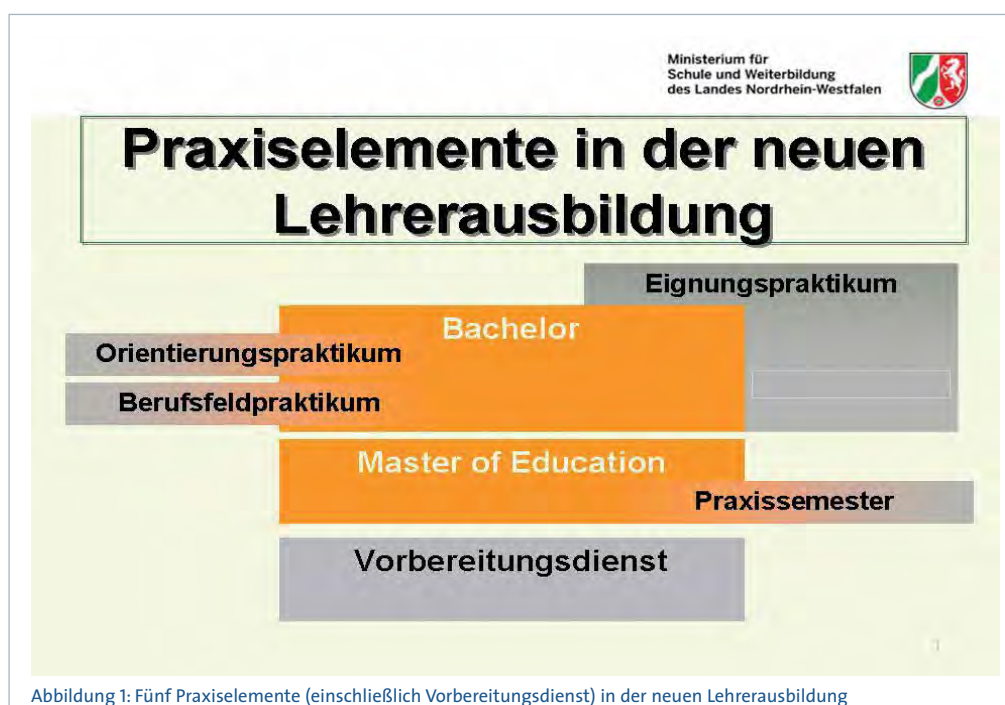 Ministerium für
Schule und Weiterbildung
des Landes Nordrhein-Westfalen
Praxiselemente in der neuen
Lehrerausbildung
Eignungspraktikum
Bachelor
Orientierungspraktikum
Berufsfeldpraktikum
Master of Education
Praxissemester
Vorbereitungsdienst
Abbildung 1: Fünf Praxiselemente (einschließlich Vorbereitungsdienst) in der neuen Lehrerausbildung